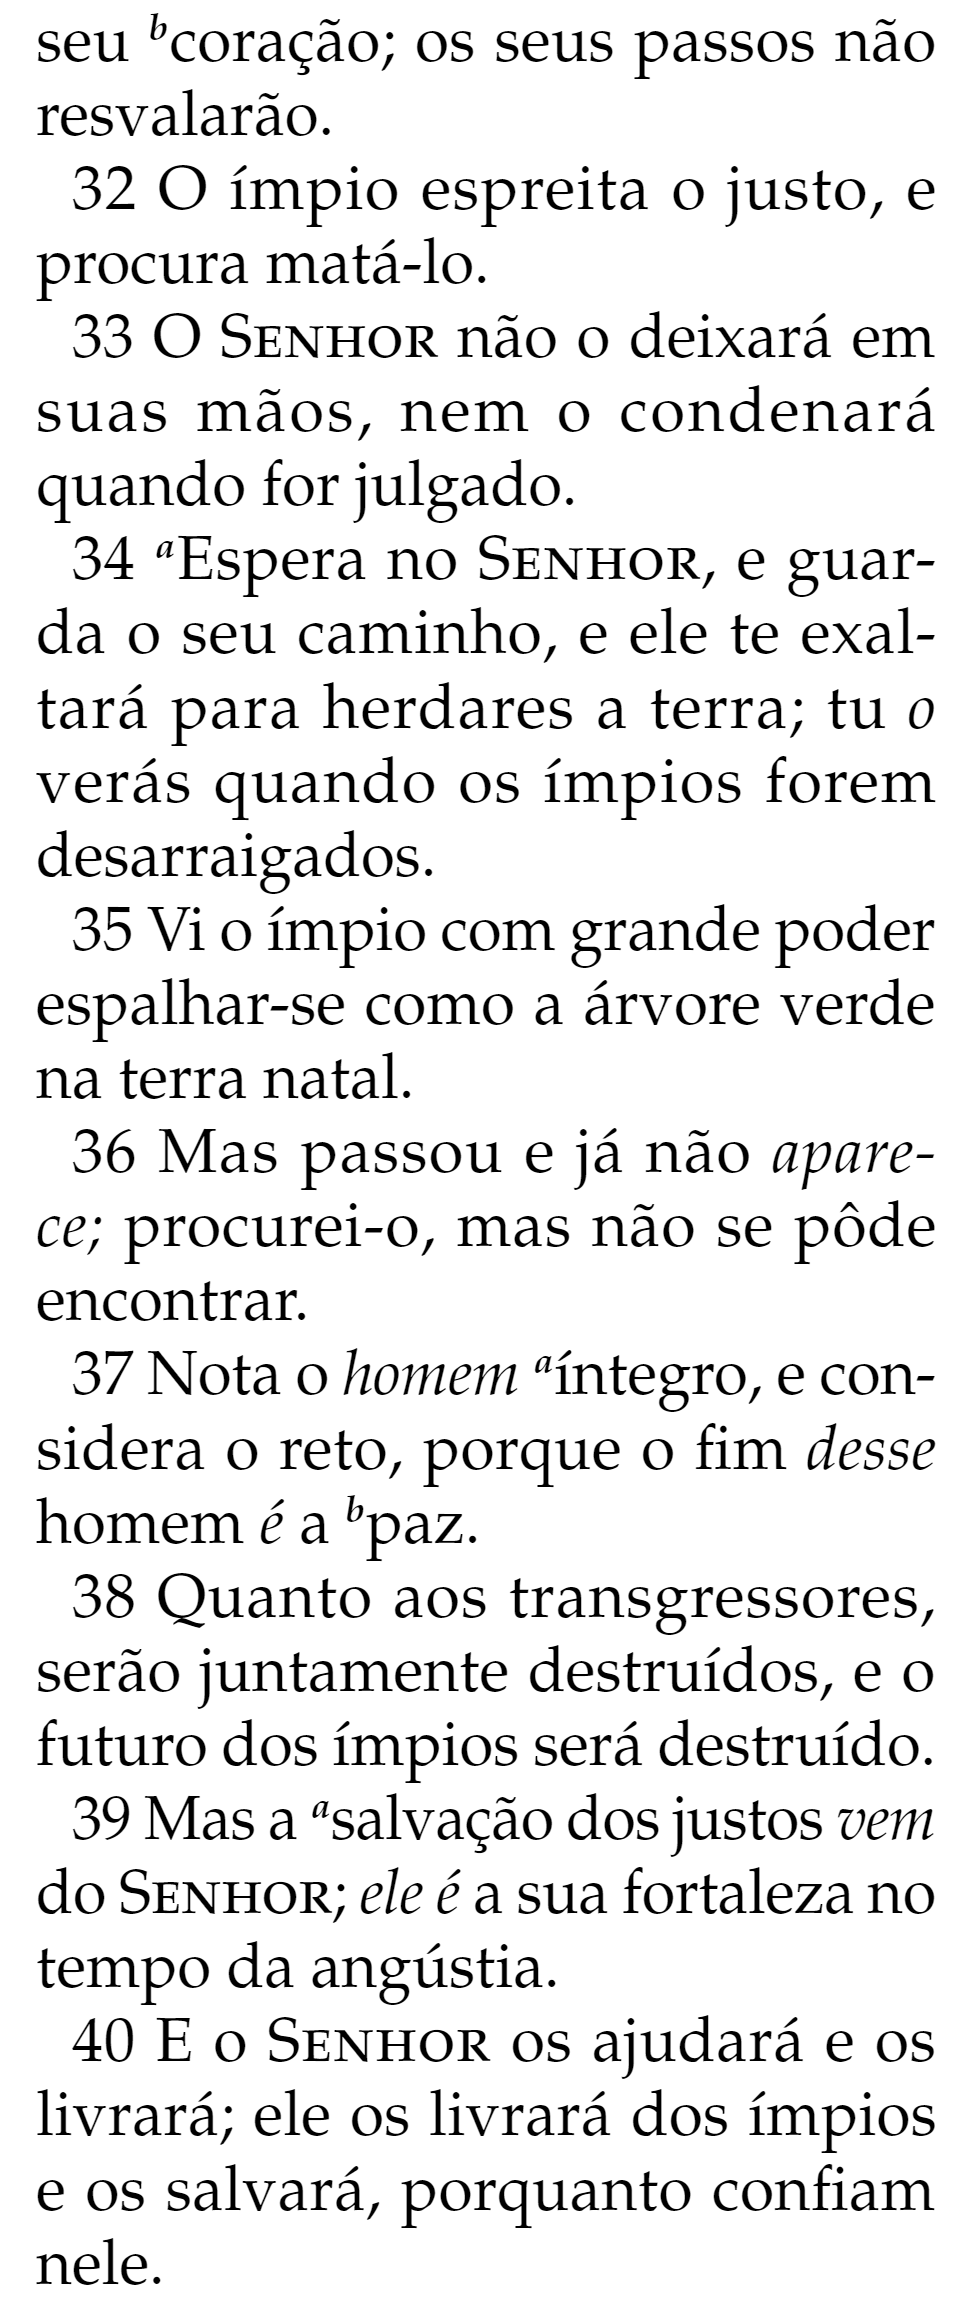 seu ᵇcoração; os seus passos não
resvalarão.
32 O ímpio espreita o justo, e
procura matá-lo.
33 O SENHOR não o deixará em
suas mãos, nem o condenará
quando for julgado.
34 ᵃEspera no SENHOR, e guar-
da o seu caminho, e ele te exal-
tará para herdares a terra; tu o
verás quando os ímpios forem
desarraigados.
35 Vi o ímpio com grande poder
espalhar-se como a árvore verde
na terra natal.
36 Mas passou e já não apare-
ce; procurei-o, mas não se pôde
encontrar.
37 Nota o homem ᵃíntegro, e con-
sidera o reto, porque o fim desse
homem é a ᵇpaz.
38 Quanto aos transgressores,
serão juntamente destruídos, e o
futuro dos ímpios será destruído.
39 Mas a ᵃsalvação dos justos vem
do SENHOR; ele é a sua fortaleza no
tempo da angústia.
40 E o SENHOR os ajudará e os
livrará; ele os livrará dos ímpios
e os salvará, porquanto confiam
nele.